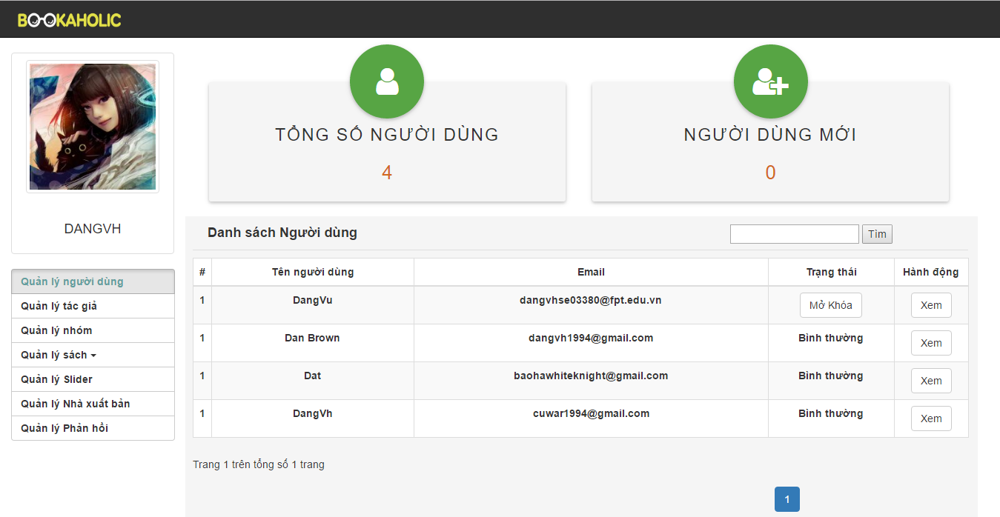 BOOKAHOLIC
DANGVH
Quản lý người dùng
Quản lý tác giả
Quản lý nhóm
Quản lý sách
Quản lý Slider
Quản lý Nhà xuất bản
Quản lý Phản hồi
TỔNG SỐ NGƯỜI DÙNG
4
NGƯỜI DÙNG MỚI
0
Danh sách Người dùng
Tìm
# Tên người dùng Email Trạng thái Hành động
1 DangVu dangvhse03380@fpt.edu.vn Mở Khóa Xem
1 Dan Brown dangvh1994@gmail.com Bình thường Xem
1 Dat baohawhiteknight@gmail.com Bình thường Xem
1 DangVh cuwar1994@gmail.com Bình thường Xem
Trang 1 trên tổng số 1 trang
1